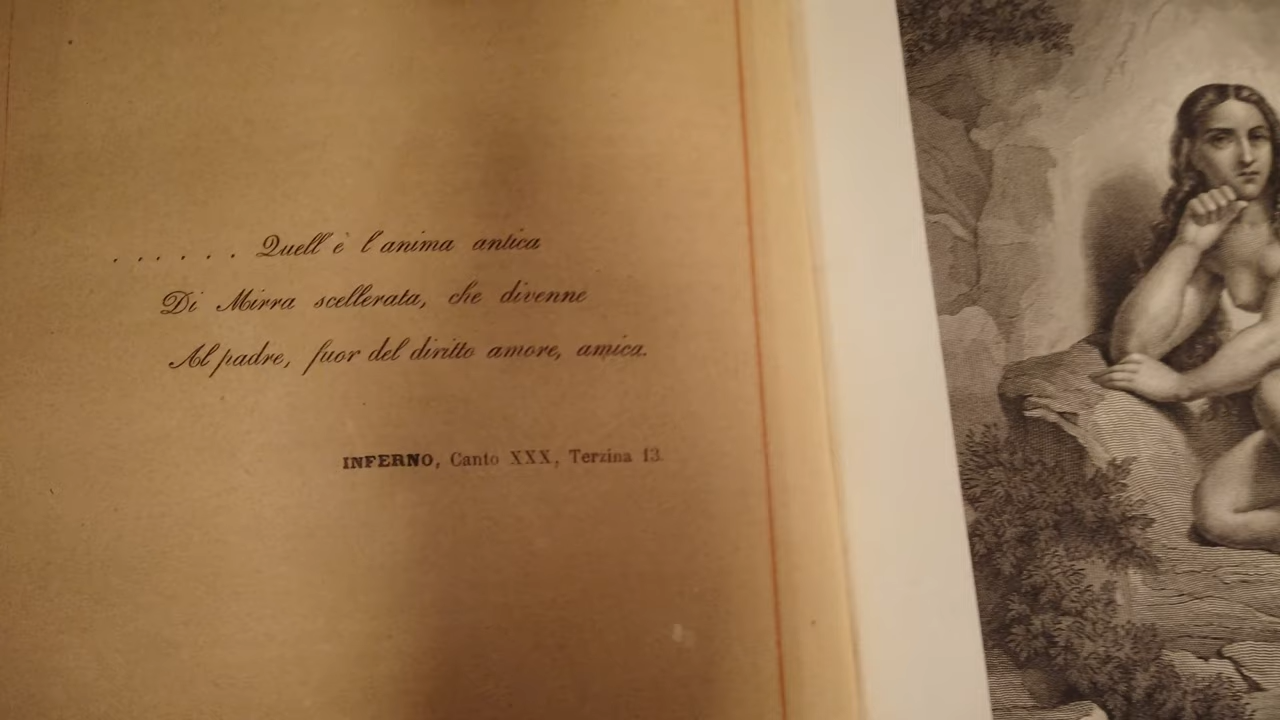 ...... Quell'è l'anima antica
Di Mirra scellerata, che divenne
Al padre, fuor del diritto amore, amica.
INFERNO, Canto XXX, Terzina 13.